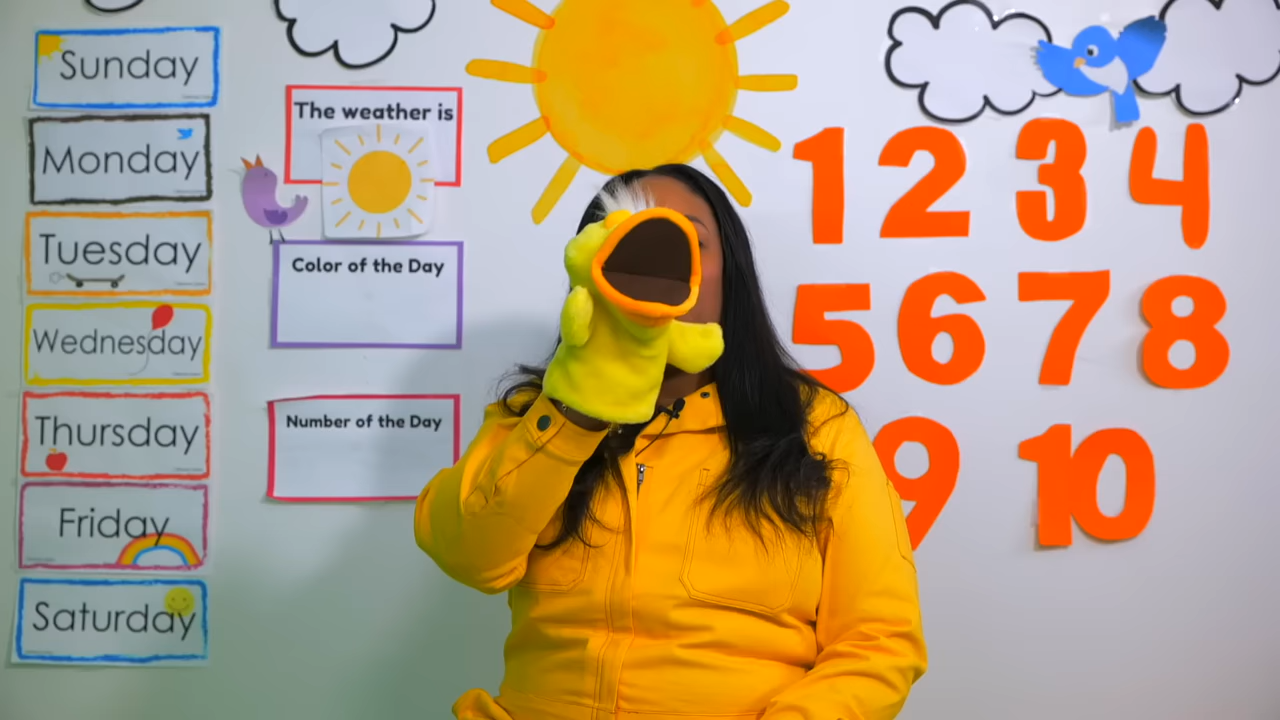 Sunday
Monday
Tuesday
Wednesday
Thursday
Friday
Saturday
The weather is
Color of the Day
Number of the Day
1 2 3 4
5 6 7 8
9 10